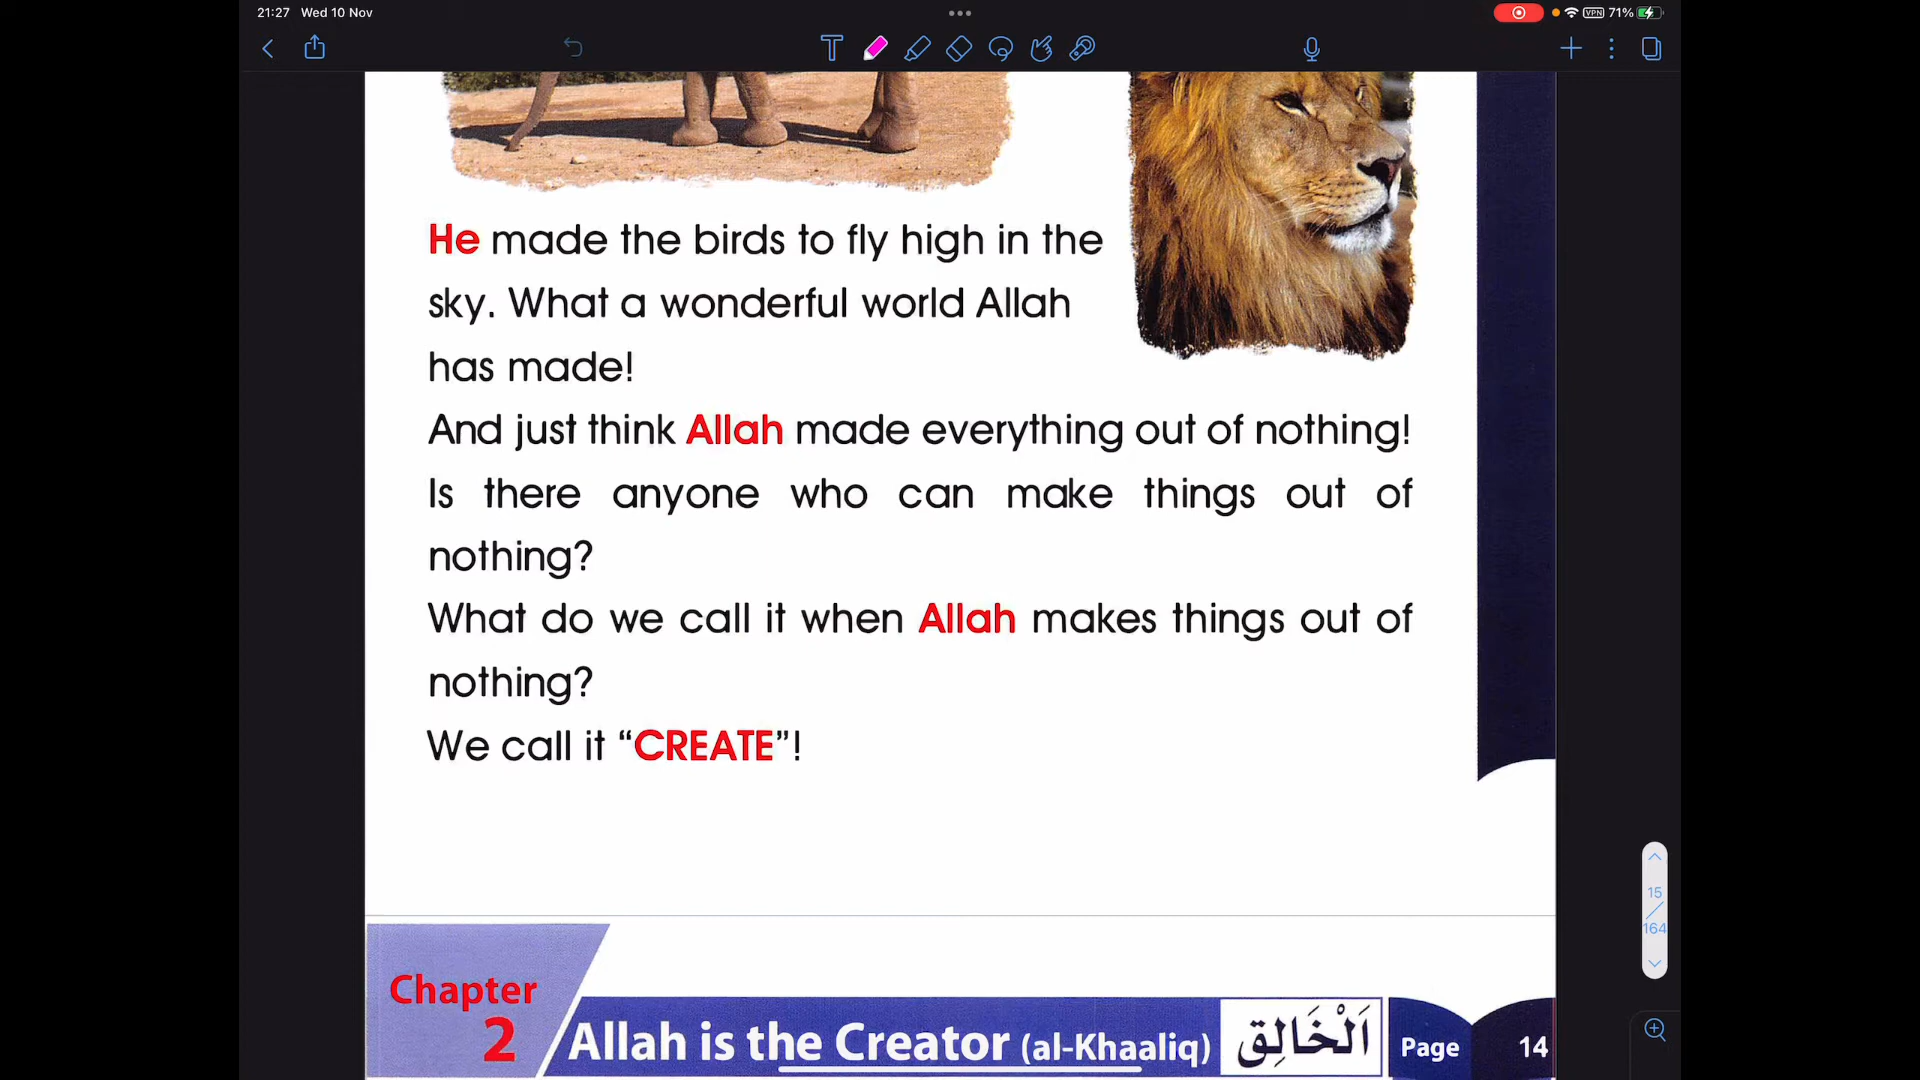 21:27 Wed 10 Nov
VPN 71%
He made the birds to fly high in the
sky. What a wonderful world Allah
has made!
And just think Allah made everything out of nothing!
Is there anyone who can make things out of
nothing?
What do we call it when Allah makes things out of
nothing?
We call it “CREATE”!
15
164
Chapter
2
Allah is the Creator (al-Khaaliq) اَلْخَالِق Page 14